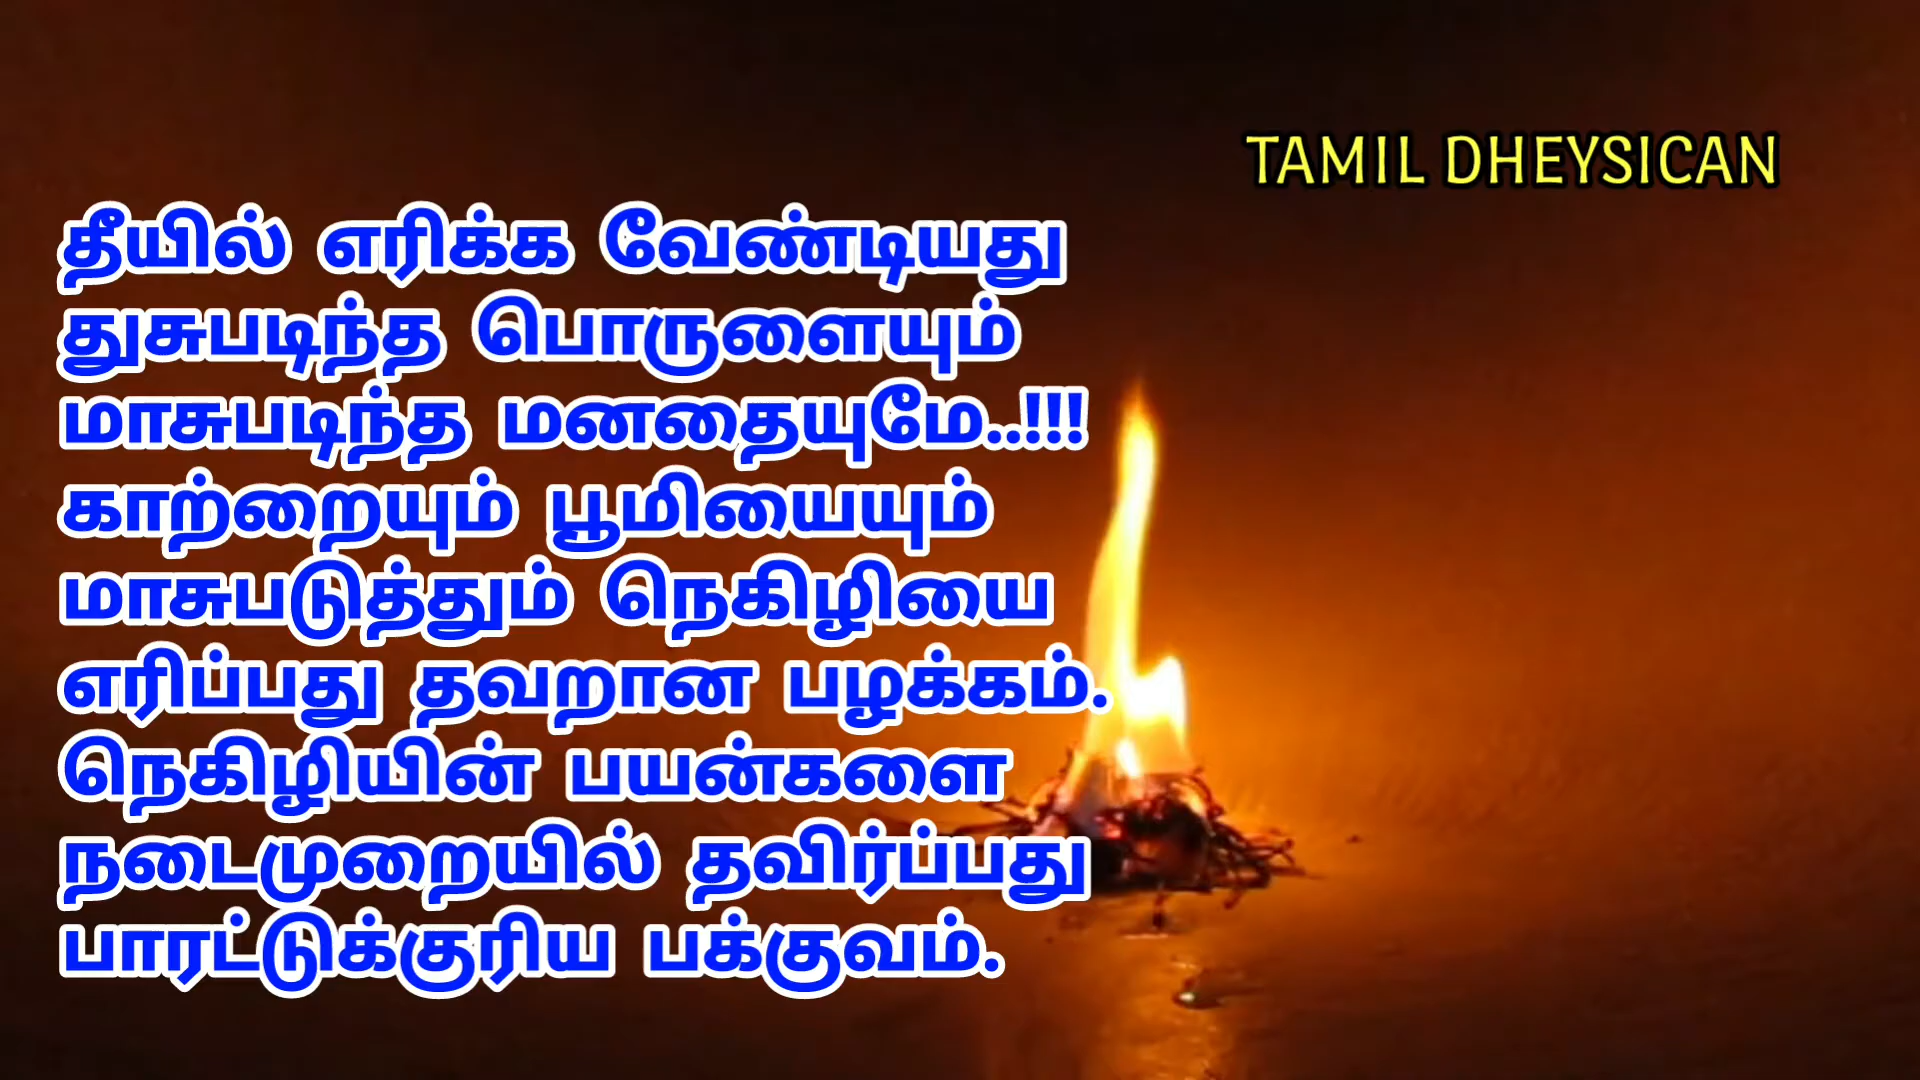 TAMIL DHEYSICAN
தீயில் எரிக்க வேண்டியது
துசுபடிந்த பொருளையும்
மாசுபடிந்த மனதையுமே..!!!
காற்றையும் பூமியையும்
மாசுபடுத்தும் நெகிழியை
எரிப்பது தவறான பழக்கம்.
நெகிழியின் பயன்களை
நடைமுறையில் தவிர்ப்பது
பாரட்டுக்குரிய பக்குவம்.